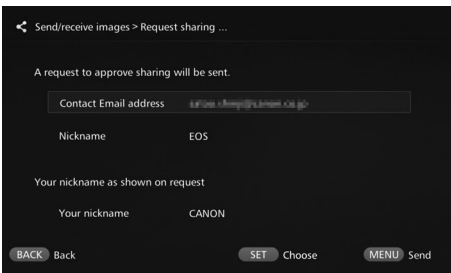 Send/receive images > Request sharing ...
A request to approve sharing will be sent.
Contact Email address
Nickname EOS
Your nickname as shown on request
Your nickname CANON
BACK Back SET Choose MENU Send